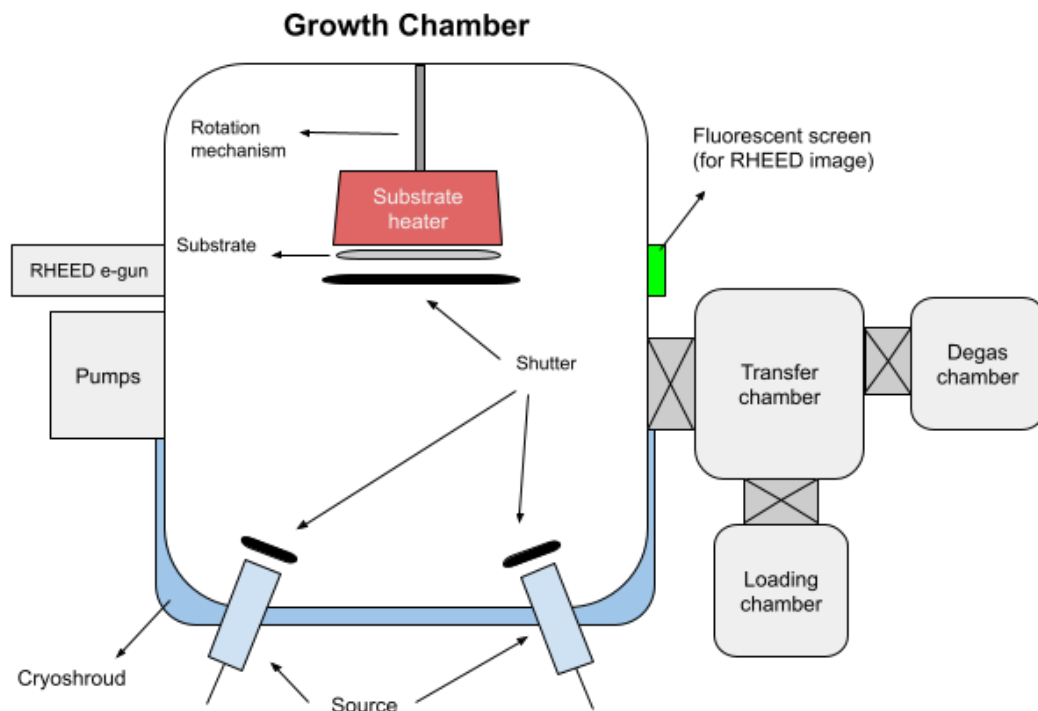 Growth Chamber
Rotation
mechanism
Fluorescent screen
(for RHEED image)
Substrate
heater
Substrate
RHEED e-gun
Pumps
Shutter
Transfer
chamber
Degas
chamber
Loading
chamber
Cryoshroud
Source